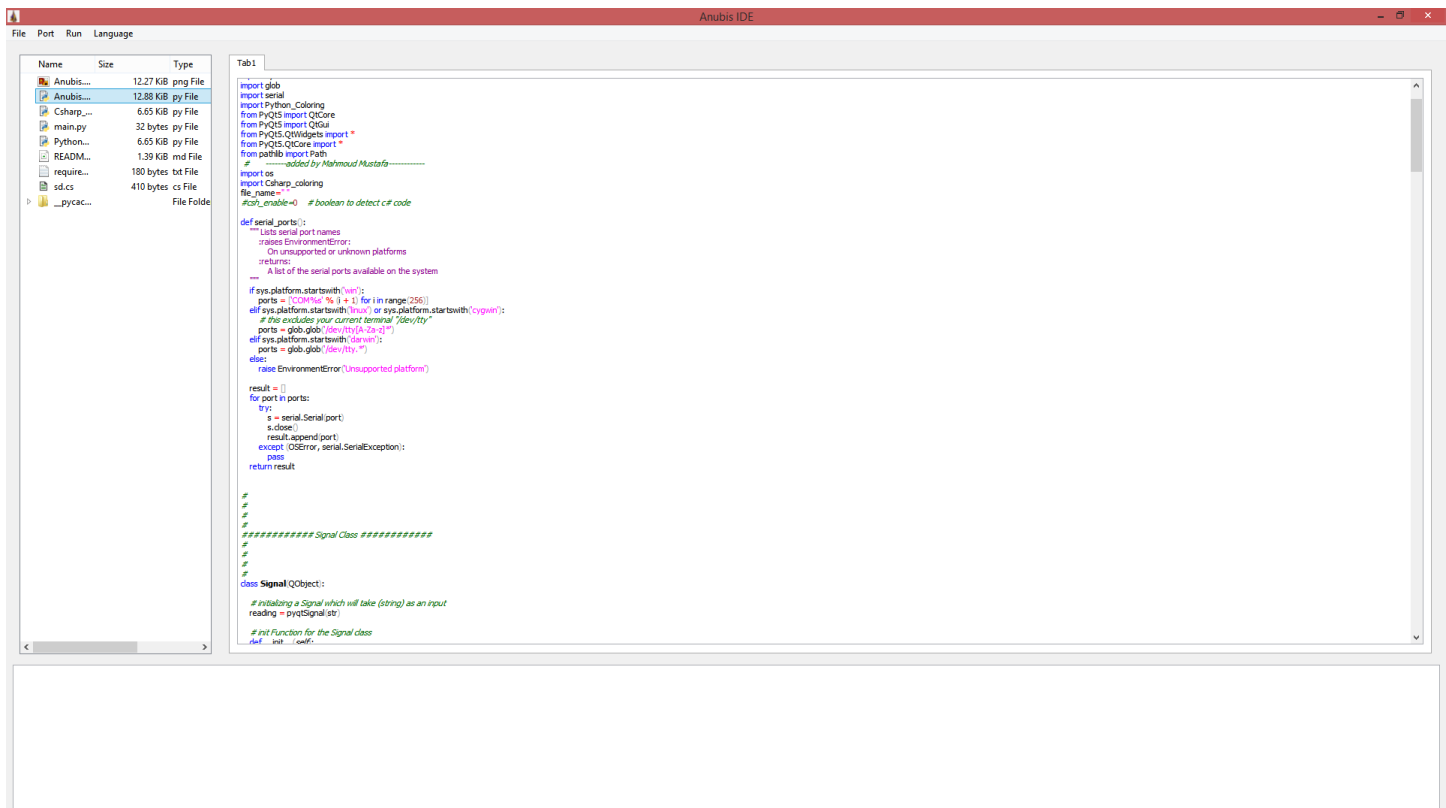 Anubis IDE
File Port Run Language
Name Size Type
Anubis.... 12.27 KiB png File
Anubis.... 12.88 KiB py File
Csharp_... 6.65 KiB py File
main.py 32 bytes py File
Python... 6.65 KiB py File
READM... 1.39 KiB md File
require... 180 bytes txt File
sd.cs 410 bytes cs File
__pycac... File Folde
Tab1
import glob
import serial
import Python_Coloring
from PyQt5 import QtCore
from PyQt5 import QtGui
from PyQt5.QtWidgets import *
from PyQt5.QtCore import *
from pathlib import Path
# -------added by Mahmoud Mustafa------------
import os
import Csharp_coloring
file_name=" "
#csh_enable=0 # boolean to detect c# code
def serial_ports():
""" Lists serial port names
:raises EnvironmentError:
On unsupported or unknown platforms
:returns:
A list of the serial ports available on the system
"""
if sys.platform.startswith('win'):
ports = ['COM%s' % (i + 1) for i in range(256)]
elif sys.platform.startswith('linux') or sys.platform.startswith('cygwin'):
# this excludes your current terminal "/dev/tty"
ports = glob.glob('/dev/tty[A-Za-z]*')
elif sys.platform.startswith('darwin'):
ports = glob.glob('/dev/tty.*')
else:
raise EnvironmentError('Unsupported platform')
result = []
for port in ports:
try:
s = serial.Serial(port)
s.close()
result.append(port)
except (OSError, serial.SerialException):
pass
return result
#
#
#
#
############ Signal Class ############
#
#
#
#
class Signal(QObject):
# initializing a Signal which will take (string) as an input
reading = pyqtSignal(str)
# init Function for the Signal class
def __init__(self):